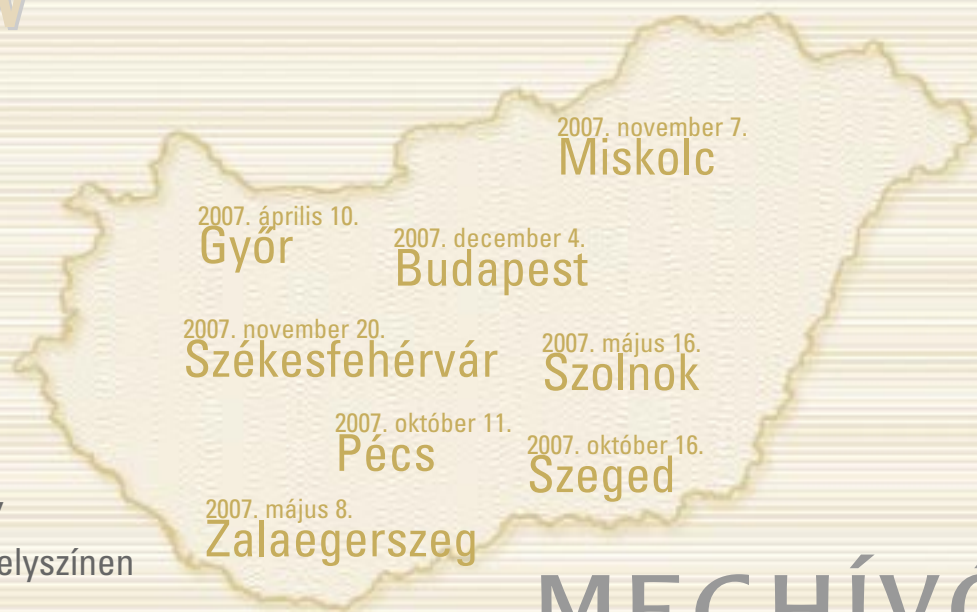 2007. november 7.
Miskolc
2007. április 10.
Győr
2007. december 4.
Budapest
2007. november 20.
Székesfehérvár
2007. május 16.
Szolnok
2007. október 11.
Pécs
2007. október 16.
Szeged
2007. május 8.
Zalaegerszeg
elyszínen
MEGHÍVÓ